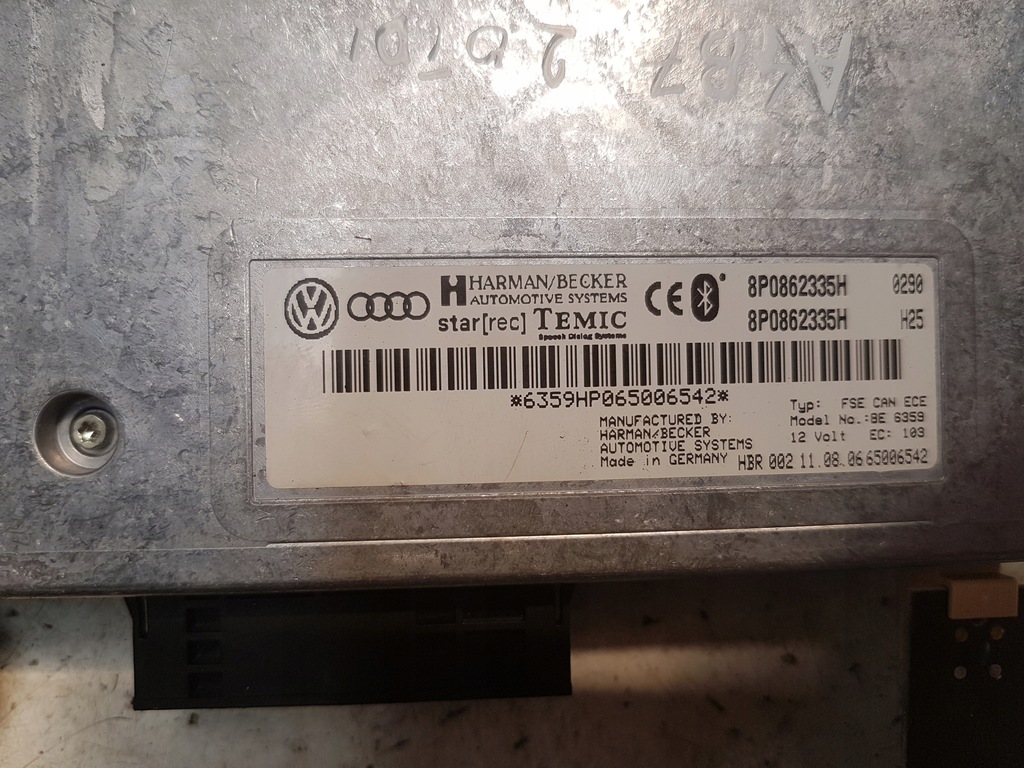 A4B7 2.0TDI
HARMAN/BECKER
AUTOMOTIVE SYSTEMS
star[rec] TEMIC
Speech Dialog Systems
CE
8P0862335H 0290
8P0862335H H25
*6359HP065006542*
MANUFACTURED BY:
HARMAN/BECKER
AUTOMOTIVE SYSTEMS
Made in GERMANY
Typ: FSE CAN ECE
Model No.: BE 6359
12 Volt EC: 103
HBR 002 11.08.06 65006542